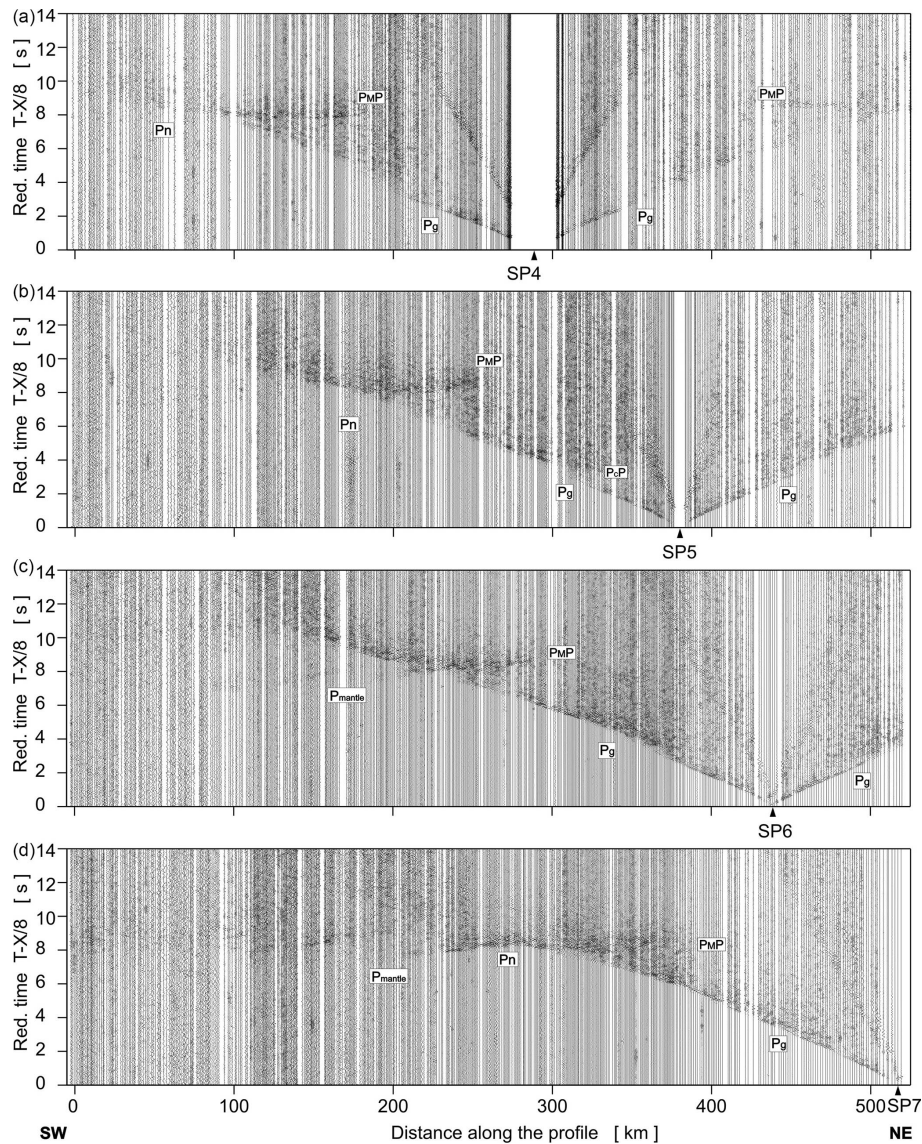 (a)
Red. time T-X/8 [ s ]
14
12
10
8
6
4
2
0
PMP
Pn
Pg
PMP
Pg
SP4
(b)
Red. time T-X/8 [ s ]
14
12
10
8
6
4
2
0
PMP
Pn
Pg
PcP
Pg
SP5
(c)
Red. time T-X/8 [ s ]
14
12
10
8
6
4
2
0
PMP
Pmantle
Pg
Pg
SP6
(d)
Red. time T-X/8 [ s ]
14
12
10
8
6
4
2
0
PMP
Pn
Pmantle
Pg
SP7
0 100 200 300 400 500
SW Distance along the profile [ km ] NE